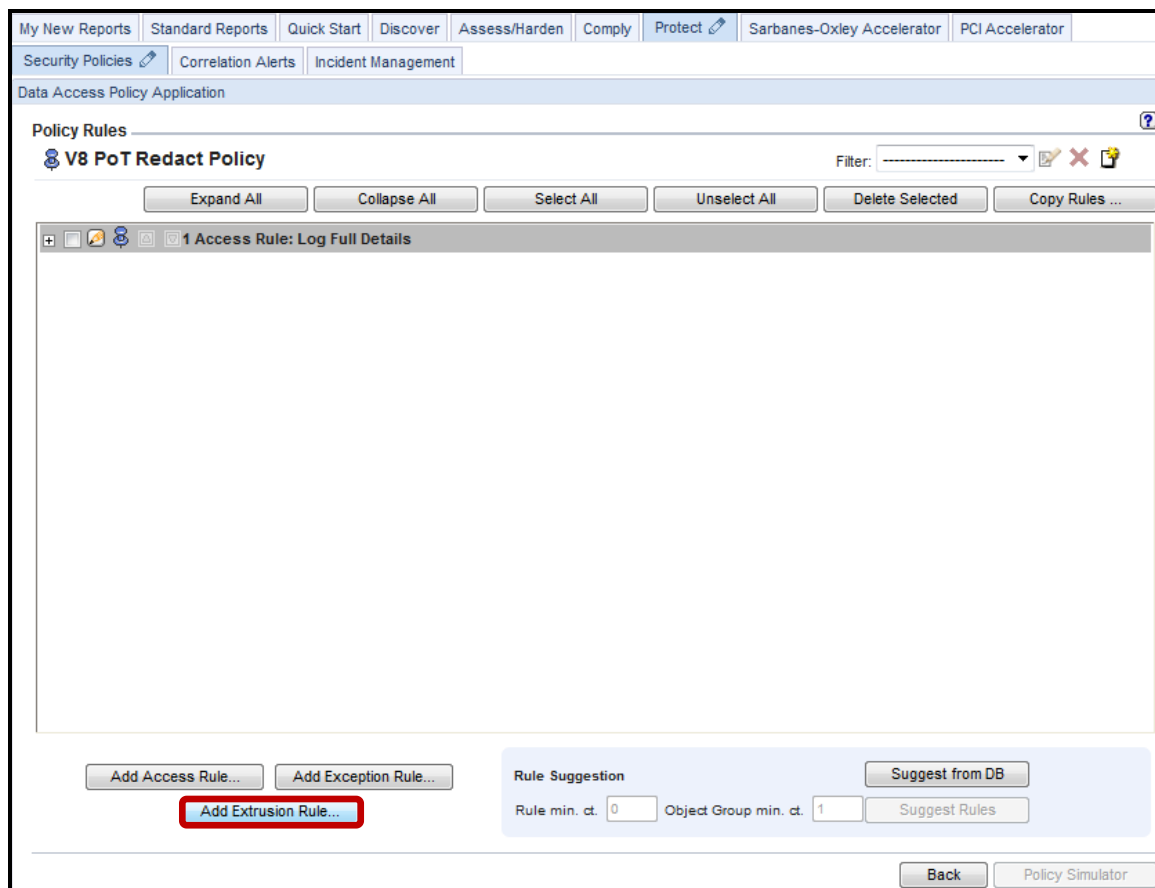 My New Reports Standard Reports Quick Start Discover Assess/Harden Comply Protect Sarbanes-Oxley Accelerator PCI Accelerator
Security Policies Correlation Alerts Incident Management
Data Access Policy Application
Policy Rules ?
V8 PoT Redact Policy Filter: ----------------------
Expand All Collapse All Select All Unselect All Delete Selected Copy Rules ...
1 Access Rule: Log Full Details
Add Access Rule... Add Exception Rule... Rule Suggestion Suggest from DB
Add Extrusion Rule... Rule min. ct. 0 Object Group min. ct. 1 Suggest Rules
Back Policy Simulator